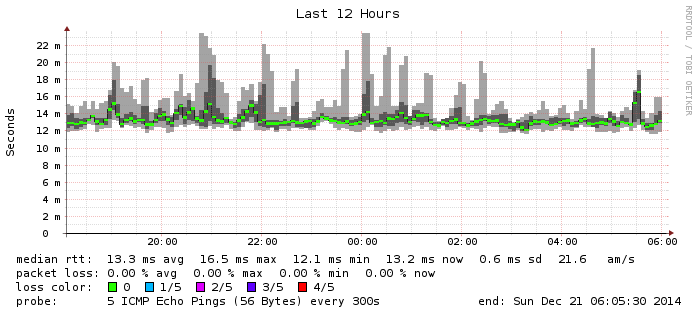 Last 12 Hours
RRDTOOL / TOBI OETIKER
Seconds
22 m
20 m
18 m
16 m
14 m
12 m
10 m
8 m
6 m
4 m
2 m
0
20:00 22:00 00:00 02:00 04:00 06:00
median rtt: 13.3 ms avg 16.5 ms max 12.1 ms min 13.2 ms now 0.6 ms sd 21.6 am/s
packet loss: 0.00 % avg 0.00 % max 0.00 % min 0.00 % now
loss color: 0 1/5 2/5 3/5 4/5
probe: 5 ICMP Echo Pings (56 Bytes) every 300s end: Sun Dec 21 06:05:30 2014